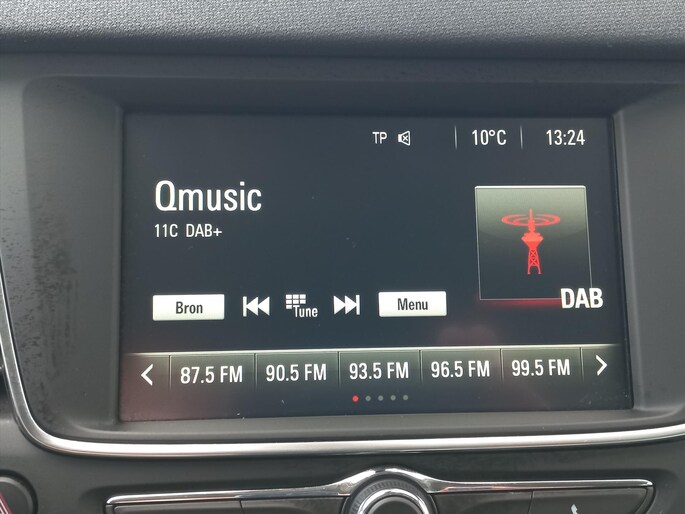 TP 10°C 13:24
Qmusic
11C DAB+
DAB
Bron Tune Menu
87.5 FM 90.5 FM 93.5 FM 96.5 FM 99.5 FM